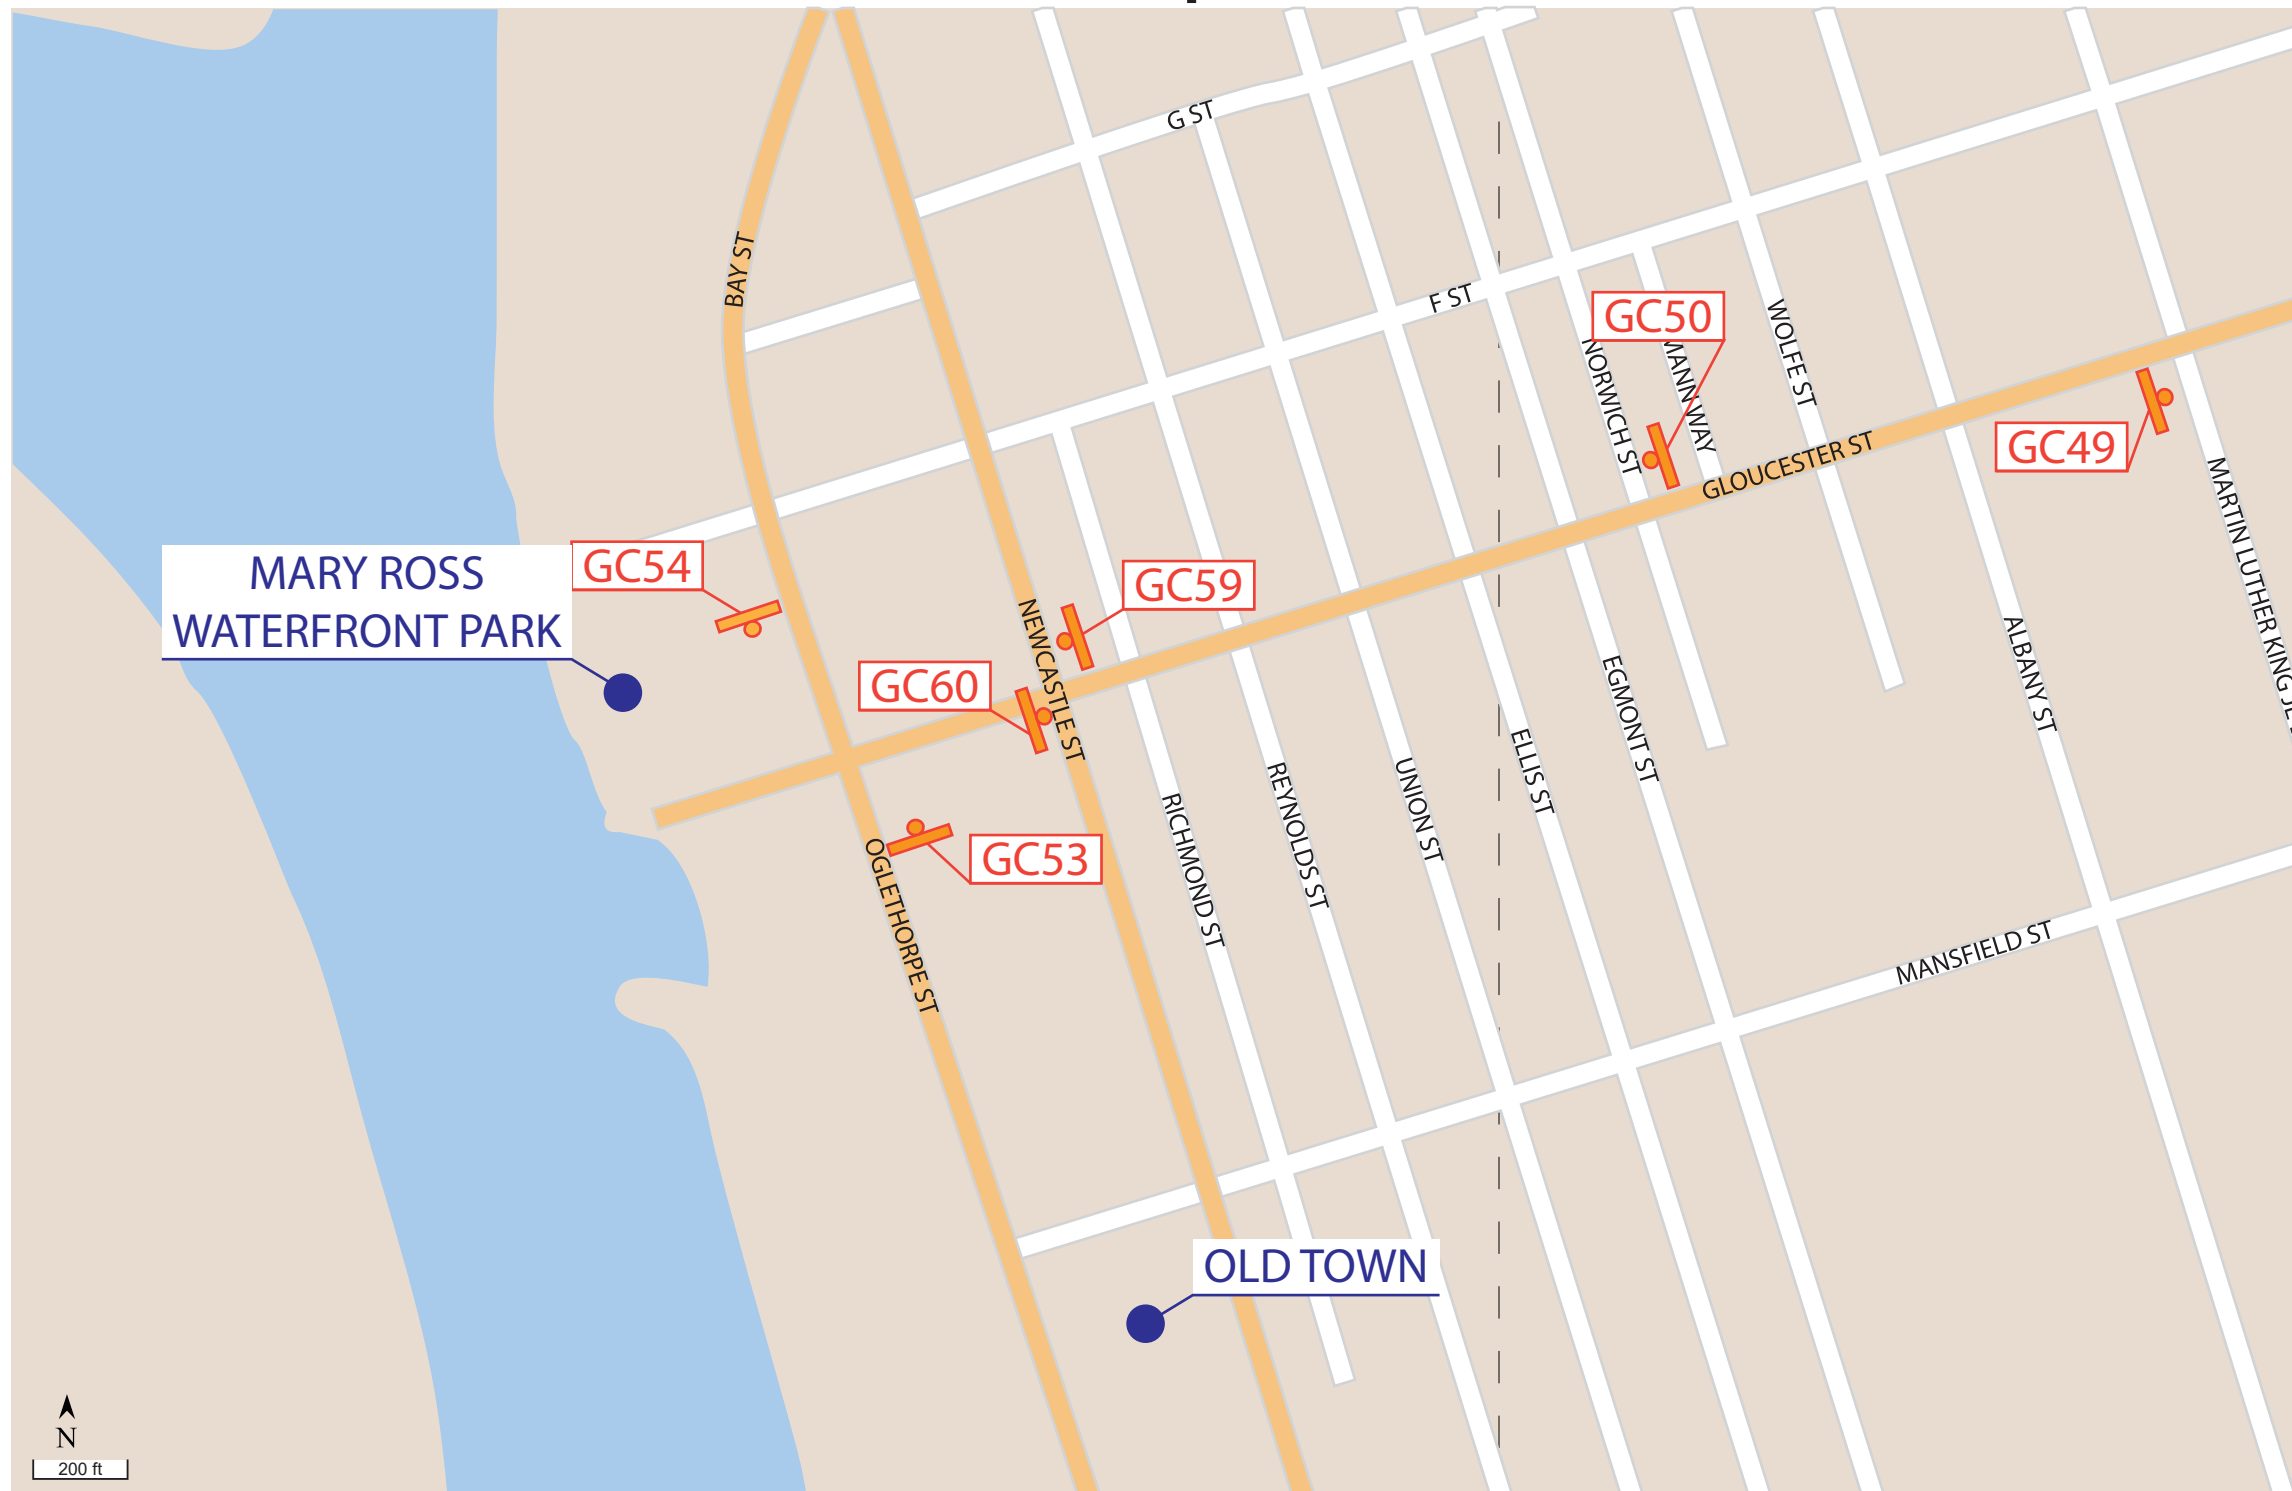 G ST
BAY ST
F ST
GC50
NORWICH ST
MANN WAY
WOLFE ST
GLOUCESTER ST
GC49
MARTIN LUTHER KING JR
MARY ROSS
WATERFRONT PARK
GC54
GC59
NEWCASTLE ST
GC60
GC53
OGLETHORPE ST
RICHMOND ST
REYNOLDS ST
UNION ST
ELLIS ST
EGMONT ST
ALBANY ST
MANSFIELD ST
OLD TOWN
N
200 ft